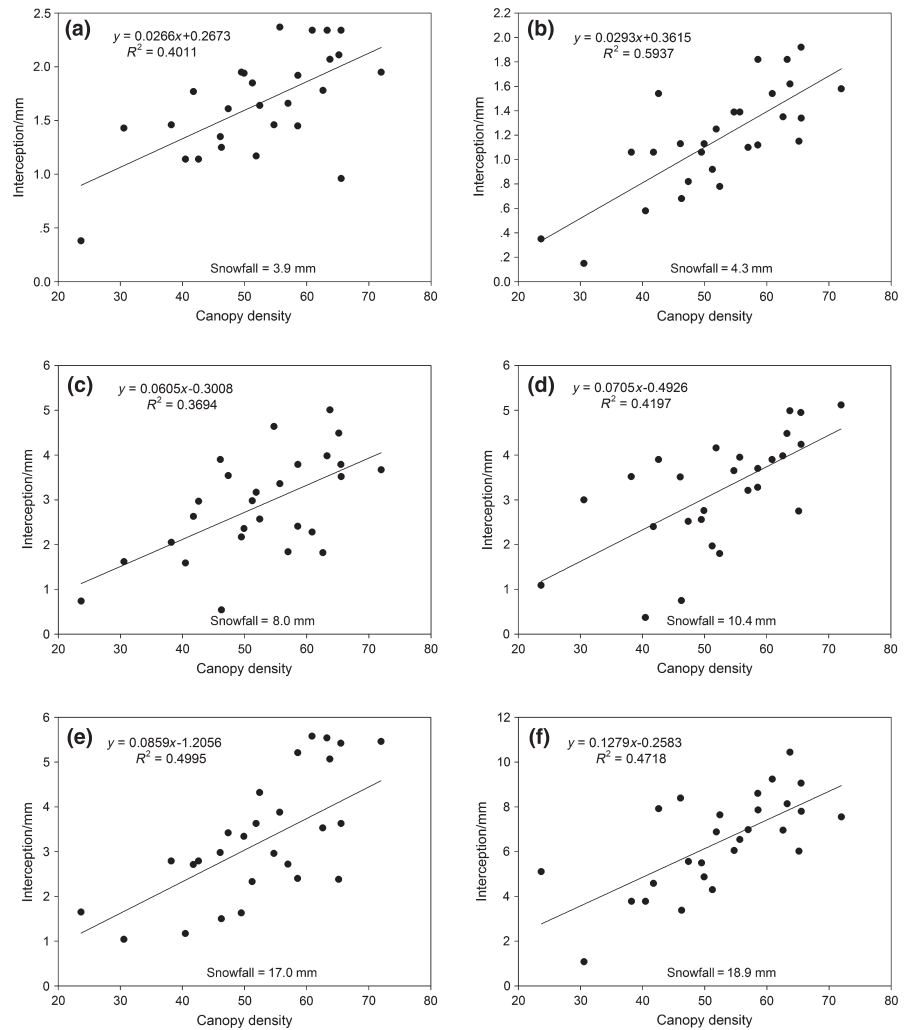 (a)
y = 0.0266x+0.2673
R² = 0.4011
2.5
2.0
1.5
1.0
.5
0.0
Interception/mm
Snowfall = 3.9 mm
20 30 40 50 60 70 80
Canopy density
(b)
y = 0.0293x+0.3615
R² = 0.5937
2.2
2.0
1.8
1.6
1.4
1.2
1.0
.8
.6
.4
.2
0.0
Interception/mm
Snowfall = 4.3 mm
20 30 40 50 60 70 80
Canopy density
(c)
y = 0.0605x-0.3008
R² = 0.3694
6
5
4
3
2
1
0
Interception/mm
Snowfall = 8.0 mm
20 30 40 50 60 70 80
Canopy density
(d)
y = 0.0705x-0.4926
R² = 0.4197
6
5
4
3
2
1
0
Interception/mm
Snowfall = 10.4 mm
20 30 40 50 60 70 80
Canopy density
(e)
y = 0.0859x-1.2056
R² = 0.4995
6
5
4
3
2
1
0
Interception/mm
Snowfall = 17.0 mm
20 30 40 50 60 70 80
Canopy density
(f)
y = 0.1279x-0.2583
R² = 0.4718
12
10
8
6
4
2
0
Interception/mm
Snowfall = 18.9 mm
20 30 40 50 60 70 80
Canopy density